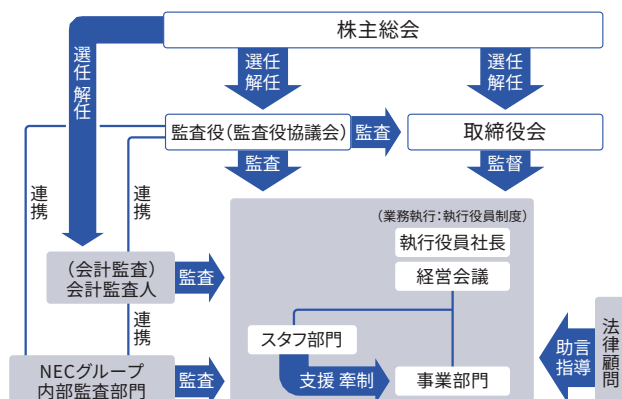 株主総会
選任 解任
選任
解任
選任
解任
監査役(監査役協議会)
監査
取締役会
監査
監督
連携
連携
(業務執行:執行役員制度)
執行役員社長
経営会議
(会計監査)
会計監査人
監査
連携
スタフ部門
支援 牽制
事業部門
助言
指導
法律顧問
NECグループ
内部監査部門
監査